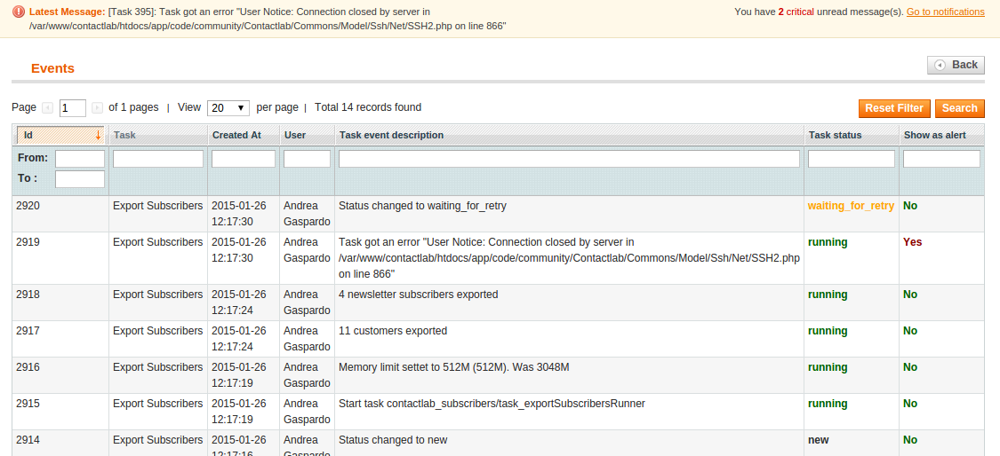 Latest Message: [Task 395]: Task got an error "User Notice: Connection closed by server in
/var/www/contactlab/htdocs/app/code/community/Contactlab/Commons/Model/Ssh/Net/SSH2.php on line 866"
You have 2 critical unread message(s). Go to notifications
Events
Back
Page 1 of 1 pages | View 20 per page | Total 14 records found
Reset Filter Search
Id Task Created At User Task event description Task status Show as alert
From:
To :
2920 Export Subscribers 2015-01-26 Andrea Status changed to waiting_for_retry waiting_for_retry No
12:17:30 Gaspardo
2919 Export Subscribers 2015-01-26 Andrea Task got an error "User Notice: Connection closed by server in running Yes
12:17:30 Gaspardo /var/www/contactlab/htdocs/app/code/community/Contactlab/Commons/Model/Ssh/Net/SSH2.php
on line 866"
2918 Export Subscribers 2015-01-26 Andrea 4 newsletter subscribers exported running No
12:17:24 Gaspardo
2917 Export Subscribers 2015-01-26 Andrea 11 customers exported running No
12:17:24 Gaspardo
2916 Export Subscribers 2015-01-26 Andrea Memory limit settet to 512M (512M). Was 3048M running No
12:17:19 Gaspardo
2915 Export Subscribers 2015-01-26 Andrea Start task contactlab_subscribers/task_exportSubscribersRunner running No
12:17:19 Gaspardo
2914 Export Subscribers 2015-01-26 Andrea Status changed to new new No
12:17:16 Gaspardo